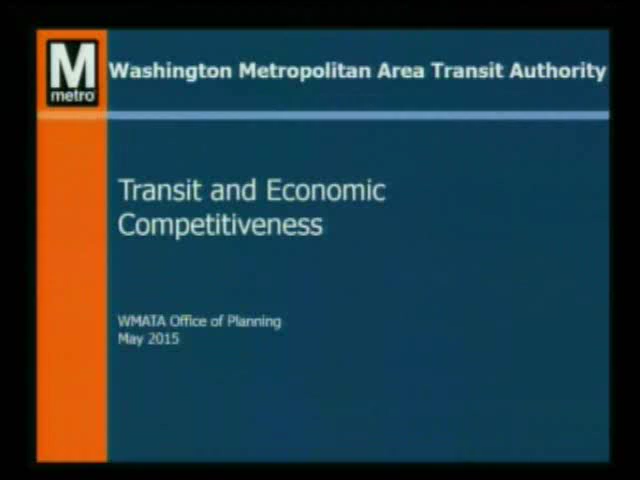 M
metro
Washington Metropolitan Area Transit Authority
Transit and Economic
Competitiveness
WMATA Office of Planning
May 2015